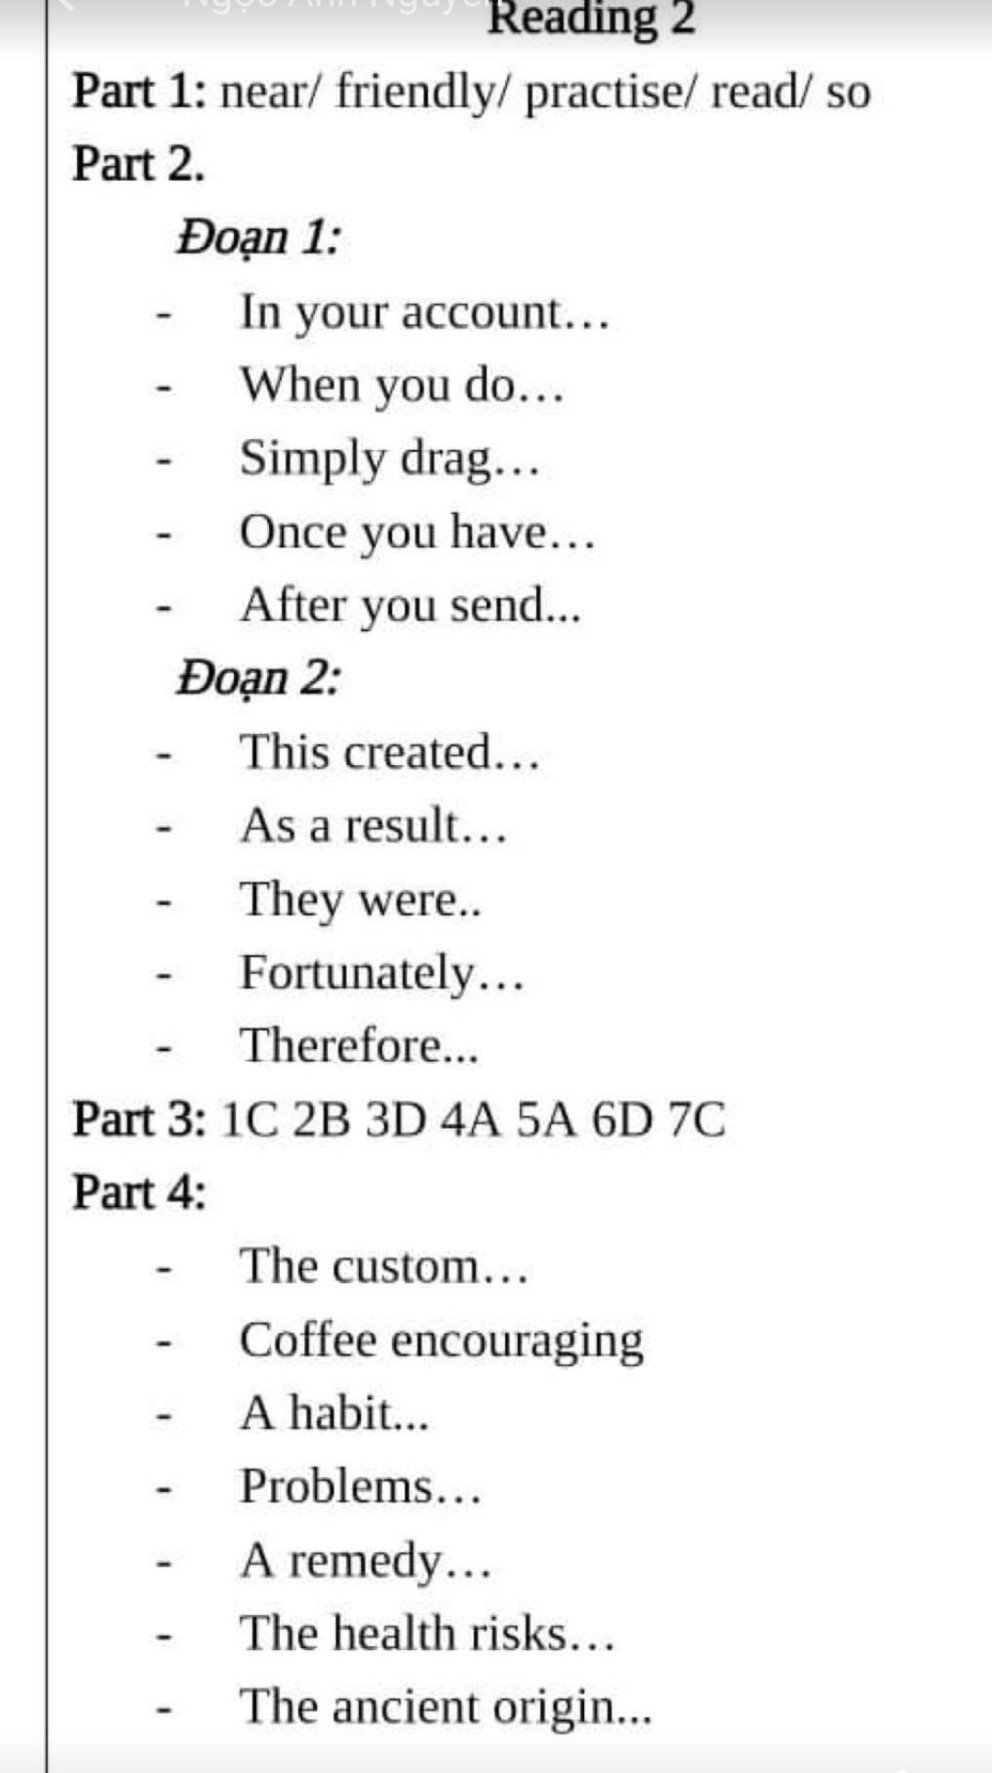 Reading 2
Part 1: near/ friendly/ practise/ read/ so
Part 2.
Đoạn 1:
- In your account…
- When you do…
- Simply drag…
- Once you have…
- After you send...
Đoạn 2:
- This created…
- As a result…
- They were..
- Fortunately…
- Therefore...
Part 3: 1C 2B 3D 4A 5A 6D 7C
Part 4:
- The custom…
- Coffee encouraging
- A habit...
- Problems…
- A remedy…
- The health risks…
- The ancient origin...